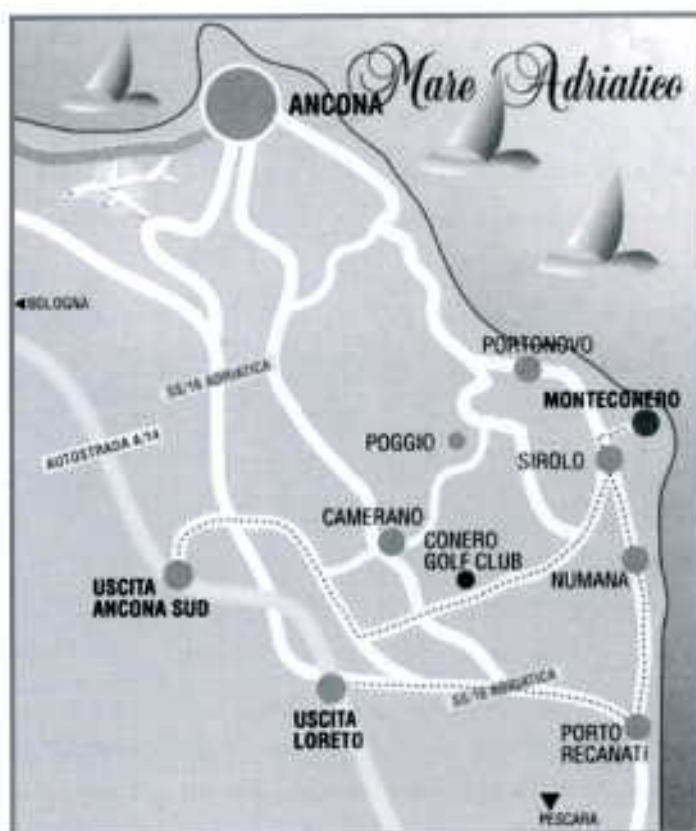 Mare Adriatico
ANCONA
BOLOGNA
PORTONOVO
SS/16 ADRIATICA
MONTECONERO
AUTOSTRADA A/14
POGGIO
SIROLO
CAMERANO
CONERO
GOLF CLUB
USCITA
ANCONA SUD
NUMANA
SS/16 ADRIATICA
USCITA
LORETO
PORTO
RECANATI
PESCARA